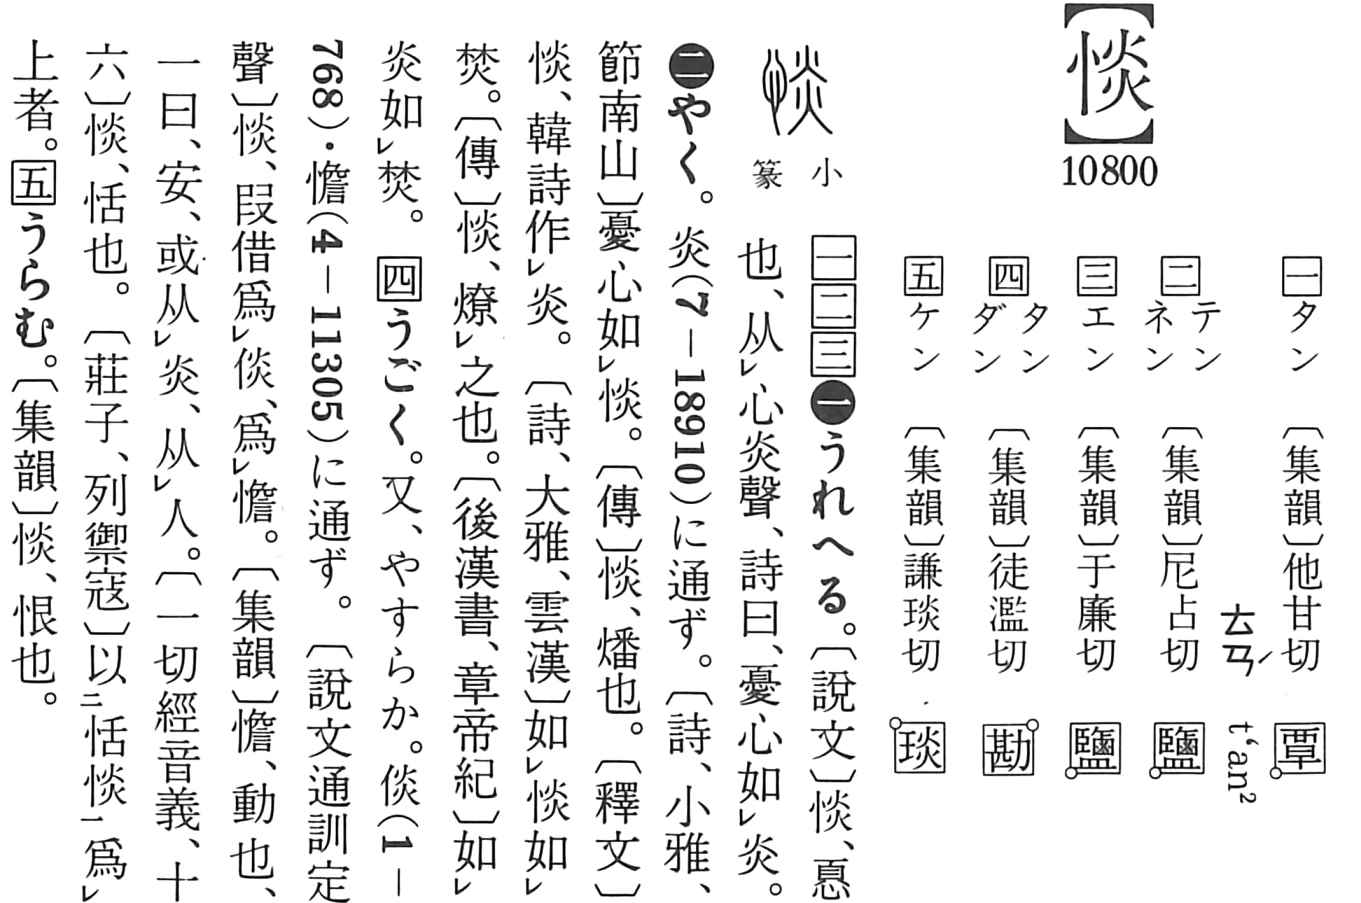 【惔】
10800
一 タン 〔集韻〕他甘切 覃
ㄊㄢˊ t‘an²
二 テン ネン 〔集韻〕尼占切 鹽
三 エン 〔集韻〕于廉切 鹽
四 タン ダン 〔集韻〕徒濫切 勘
五 ケン 〔集韻〕謙琰切 琰
小篆
一二三❶うれへる。〔說文〕惔、㥑
也、从㆑心炎聲、詩曰、憂心如㆑炎。
❷やく。炎(7－18910)に通ず。〔詩、小雅、
節南山〕憂心如㆑惔。〔傳〕惔、燔也。〔釋文〕
惔、韓詩作㆑炎。〔詩、大雅、雲漢〕如㆑惔如㆑
焚。〔傳〕惔、燎㆑之也。〔後漢書、章帝紀〕如㆑
炎如㆑焚。四うごく。又、やすらか。倓(1－
768)・憺(4－11305)に通ず。〔說文通訓定
聲〕惔、叚借爲㆑倓、爲㆑憺。〔集韻〕憺、動也、
一曰、安、或从㆑炎、从㆑人。〔一切經音義、十
六〕惔、恬也。〔莊子、列禦寇〕以㆓恬惔㆒爲㆑
上者。五うらむ。〔集韻〕惔、恨也。